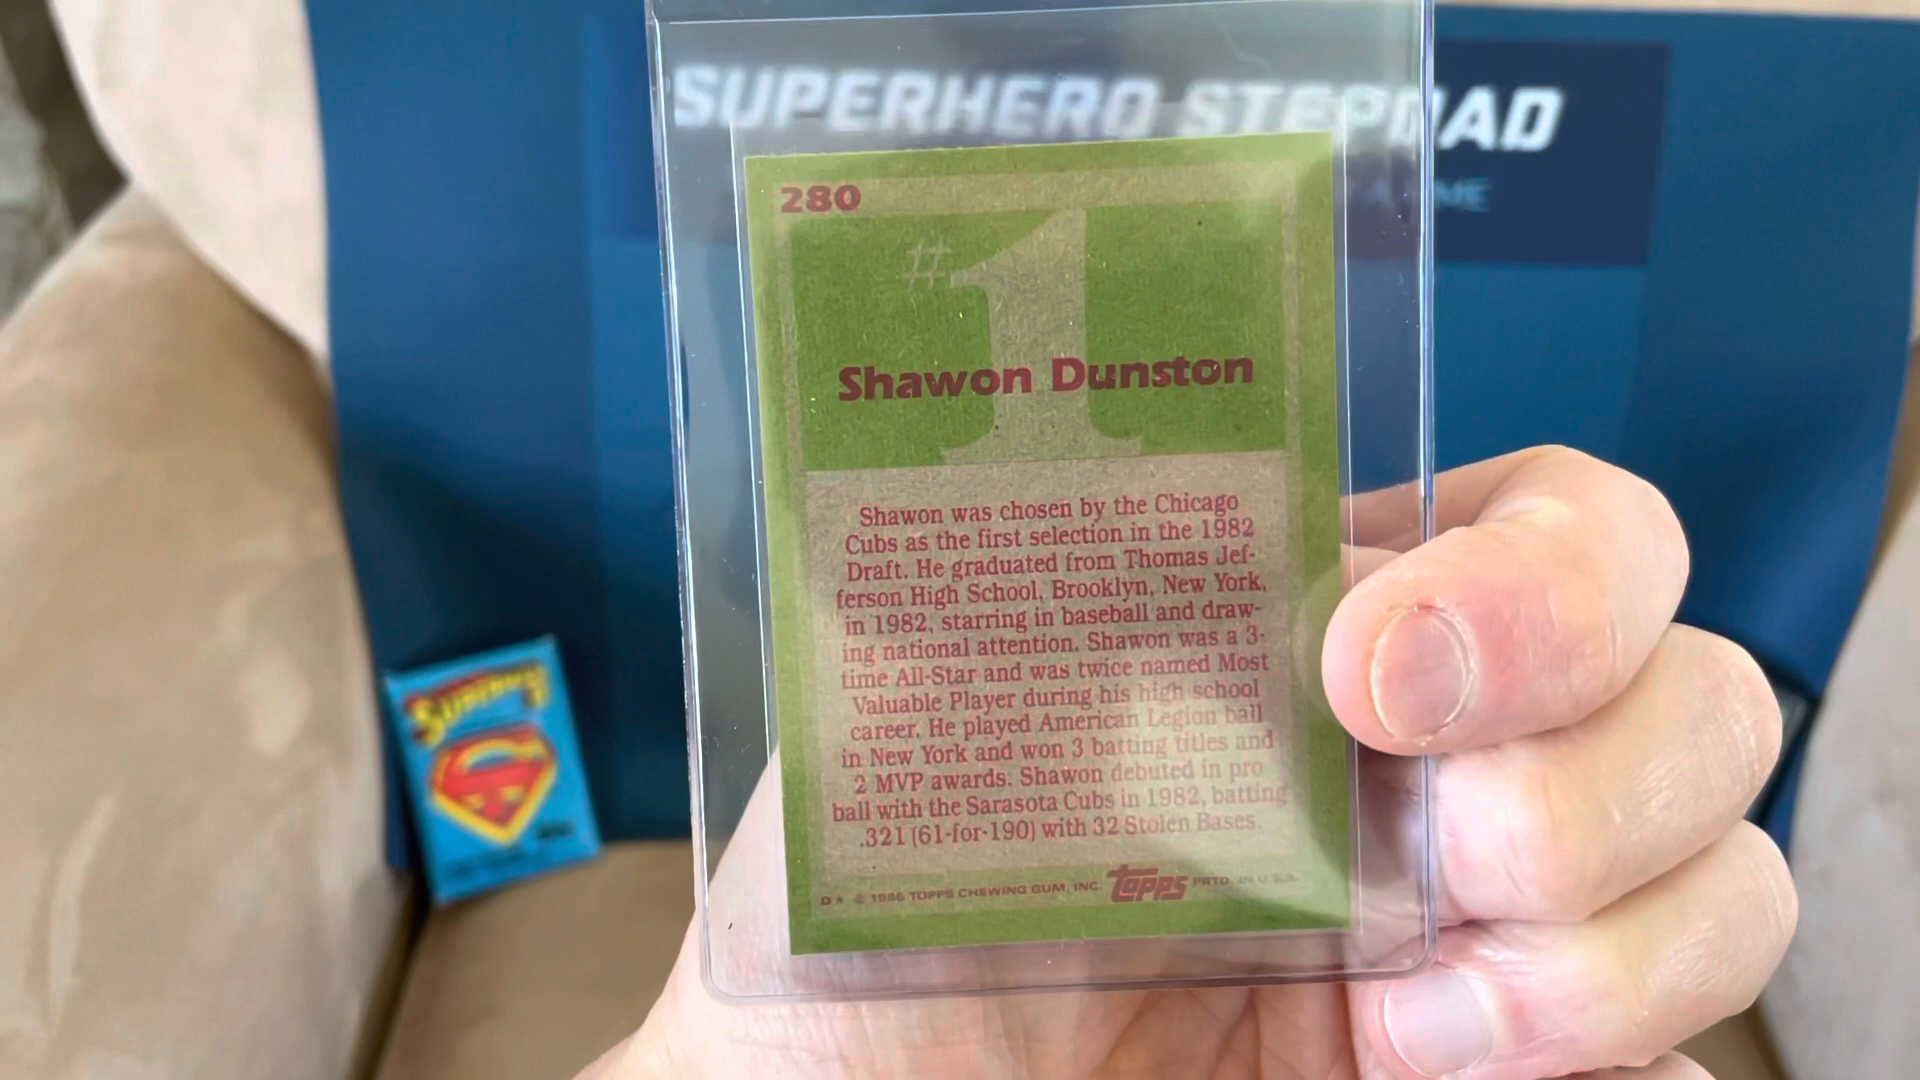 SUPERHERO STEPDAD
280
#1
Shawon Dunston
Shawon was chosen by the Chicago
Cubs as the first selection in the 1982
Draft. He graduated from Thomas Jef-
ferson High School, Brooklyn, New York,
in 1982, starring in baseball and draw-
ing national attention. Shawon was a 3-
time All-Star and was twice named Most
Valuable Player during his high school
career. He played American Legion ball
in New York and won 3 batting titles and
2 MVP awards. Shawon debuted in pro
ball with the Sarasota Cubs in 1982, batting
.321 (61-for-190) with 32 Stolen Bases.
D* © 1986 TOPPS CHEWING GUM, INC. topps PRTD. IN U.S.A.